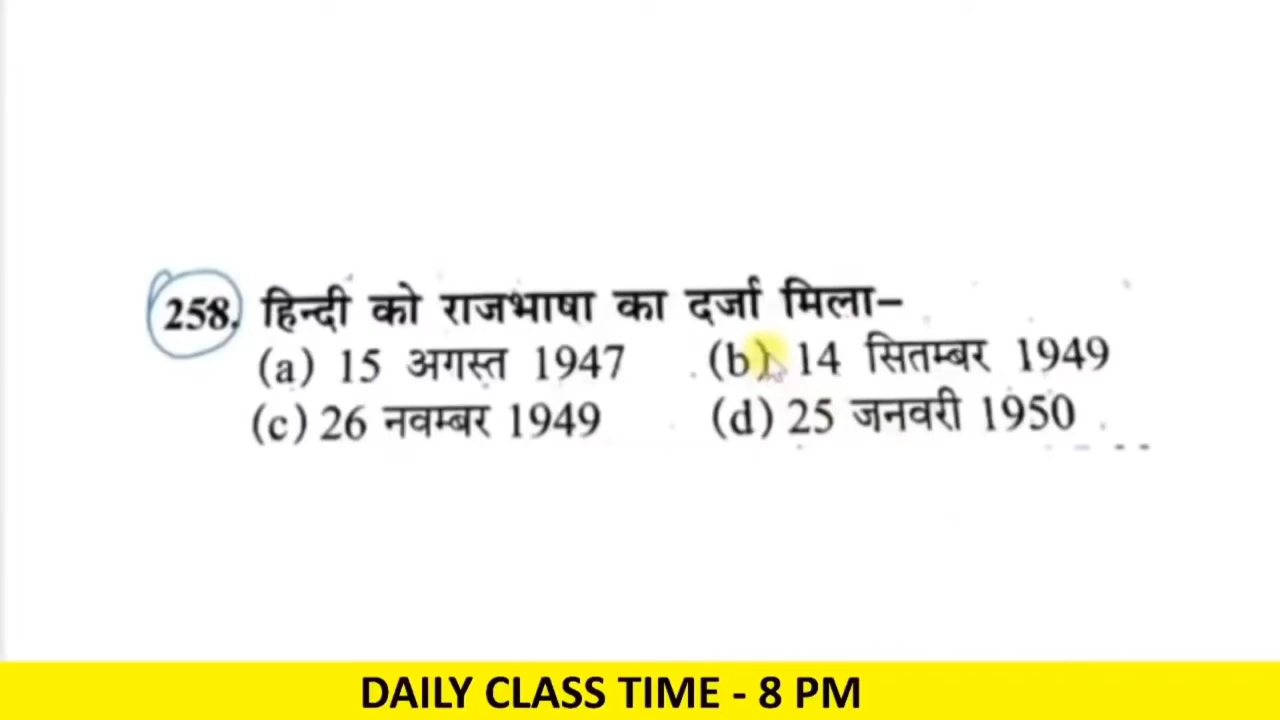 258. हिन्दी को राजभाषा का दर्जा मिला–
(a) 15 अगस्त 1947 (b) 14 सितम्बर 1949
(c) 26 नवम्बर 1949 (d) 25 जनवरी 1950
DAILY CLASS TIME - 8 PM